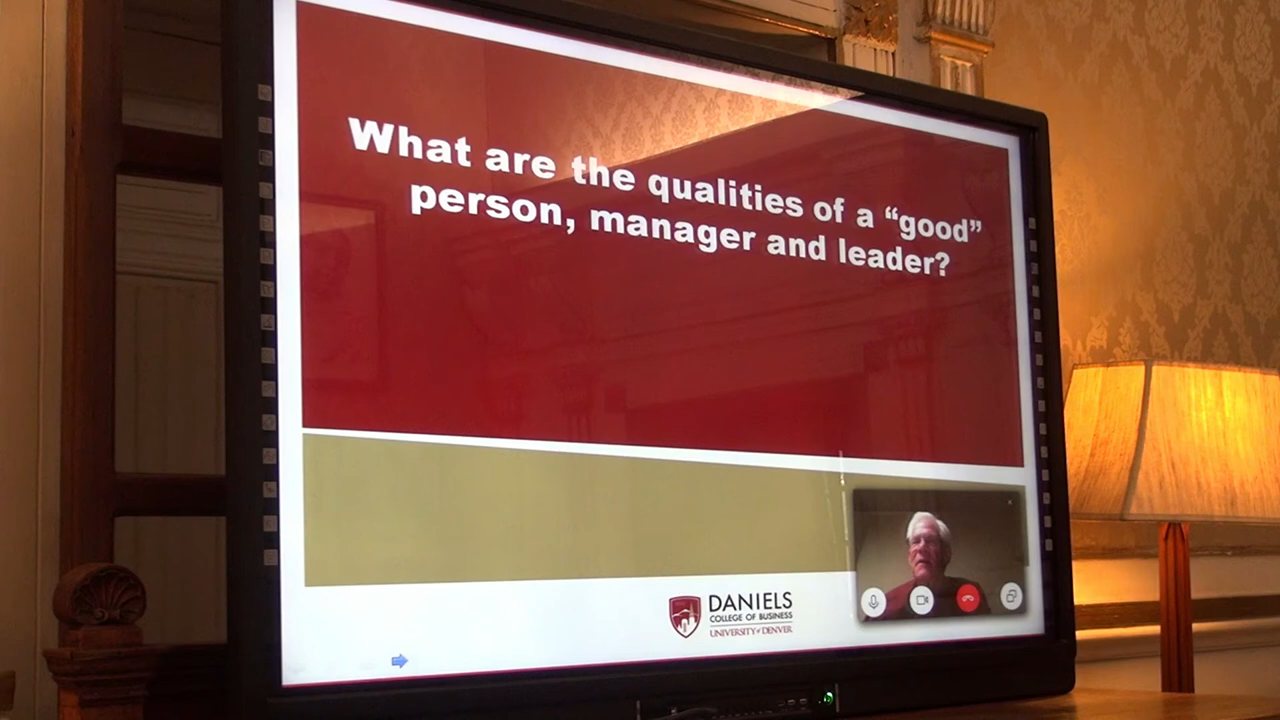 What are the qualities of a “good”
person, manager and leader?
DANIELS
COLLEGE OF BUSINESS
UNIVERSITY of DENVER